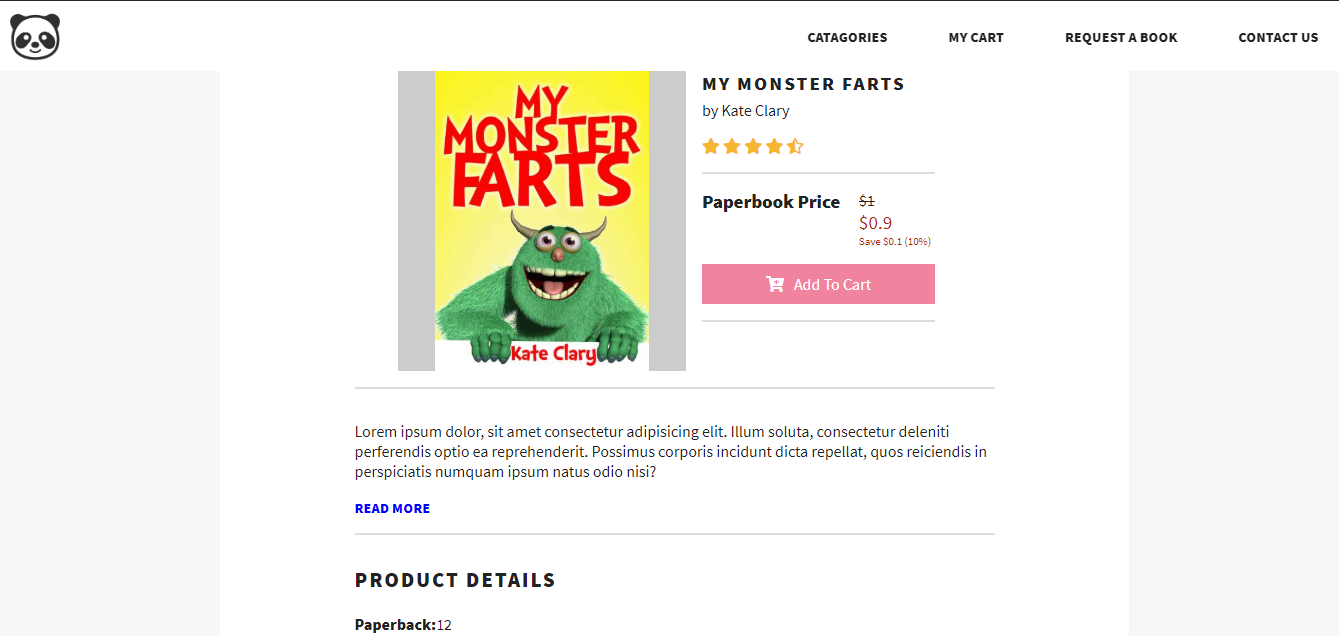 CATAGORIES MY CART REQUEST A BOOK CONTACT US
MY
MONSTER
FARTS
Kate Clary
MY MONSTER FARTS
by Kate Clary
Paperbook Price $1
$0.9
Save $0.1 (10%)
Add To Cart
Lorem ipsum dolor, sit amet consectetur adipisicing elit. Illum soluta, consectetur deleniti
perferendis optio ea reprehenderit. Possimus corporis incidunt dicta repellat, quos reiciendis in
perspiciatis numquam ipsum natus odio nisi?
READ MORE
PRODUCT DETAILS
Paperback:12